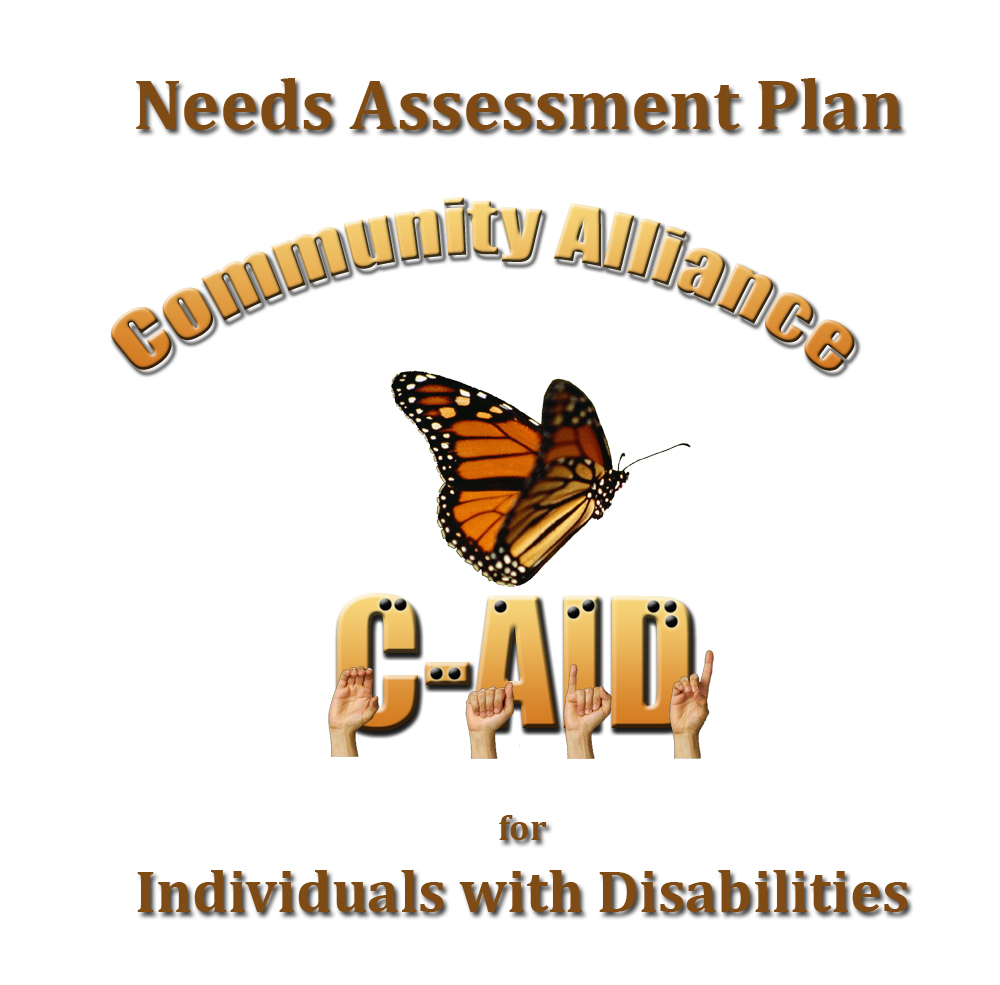 Needs Assessment Plan
Community Alliance
C-AID
for
Individuals with Disabilities